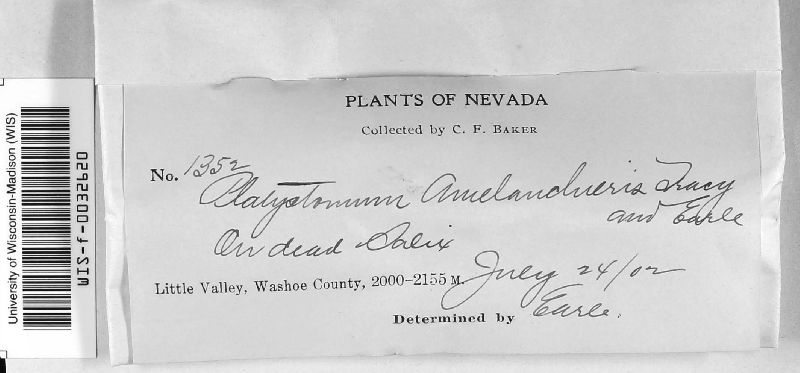 PLANTS OF NEVADA
Collected by C. F. BAKER
No. 1352
Platystomum Amelanchieris Tracy
and Earle
On dead Salix
Little Valley, Washoe County, 2000-2155 M. July 24/02
Determined by Earle.
University of Wisconsin-Madison (WIS)
WIS-f-0032620